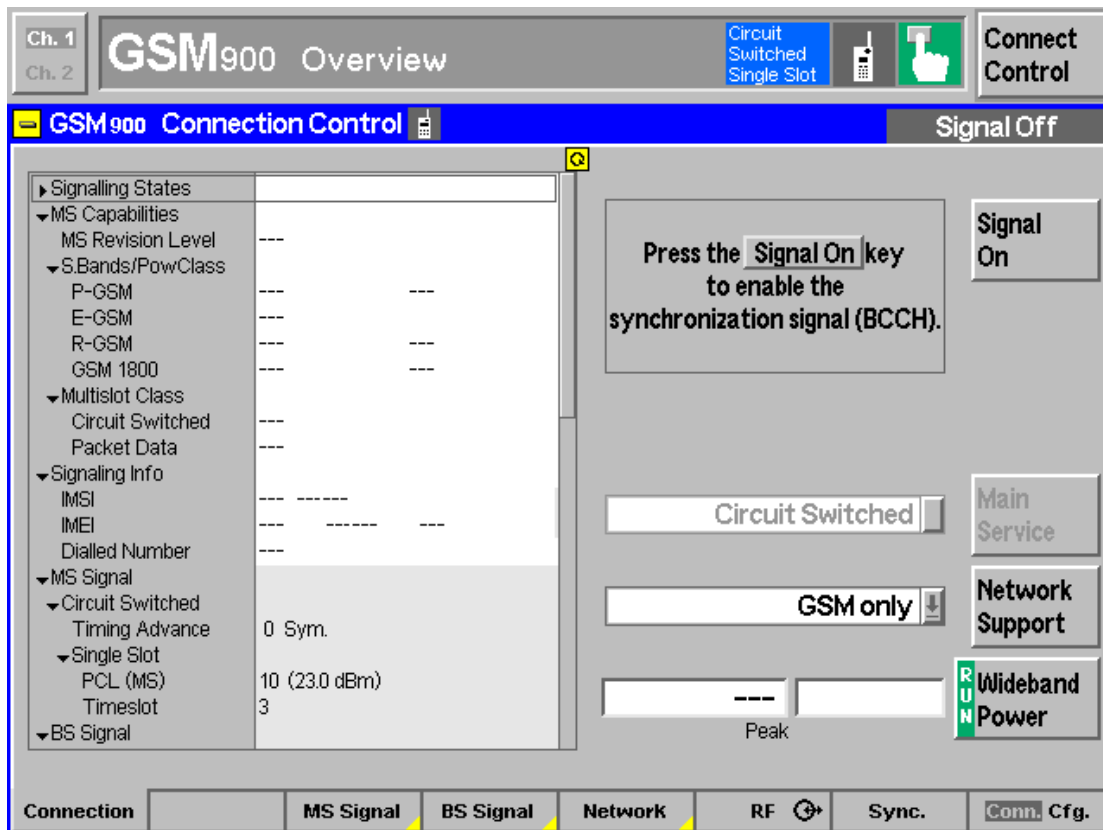 Ch. 1
Ch. 2
GSM900 Overview
Circuit
Switched
Single Slot
Connect
Control
GSM900 Connection Control
Signal Off
Signalling States
MS Capabilities
MS Revision Level ---
S.Bands/PowClass
P-GSM --- ---
E-GSM ---
R-GSM --- ---
GSM 1800 --- ---
Multislot Class
Circuit Switched ---
Packet Data ---
Signaling Info
IMSI --- ------
IMEI --- ------ ---
Dialled Number ---
MS Signal
Circuit Switched
Timing Advance 0 Sym.
Single Slot
PCL (MS) 10 (23.0 dBm)
Timeslot 3
BS Signal
Press the Signal On key
to enable the
synchronization signal (BCCH).
Signal
On
Circuit Switched
Main
Service
GSM only
Network
Support
---
Peak
RUN
Wideband
Power
Connection
MS Signal
BS Signal
Network
RF
Sync.
Conn. Cfg.